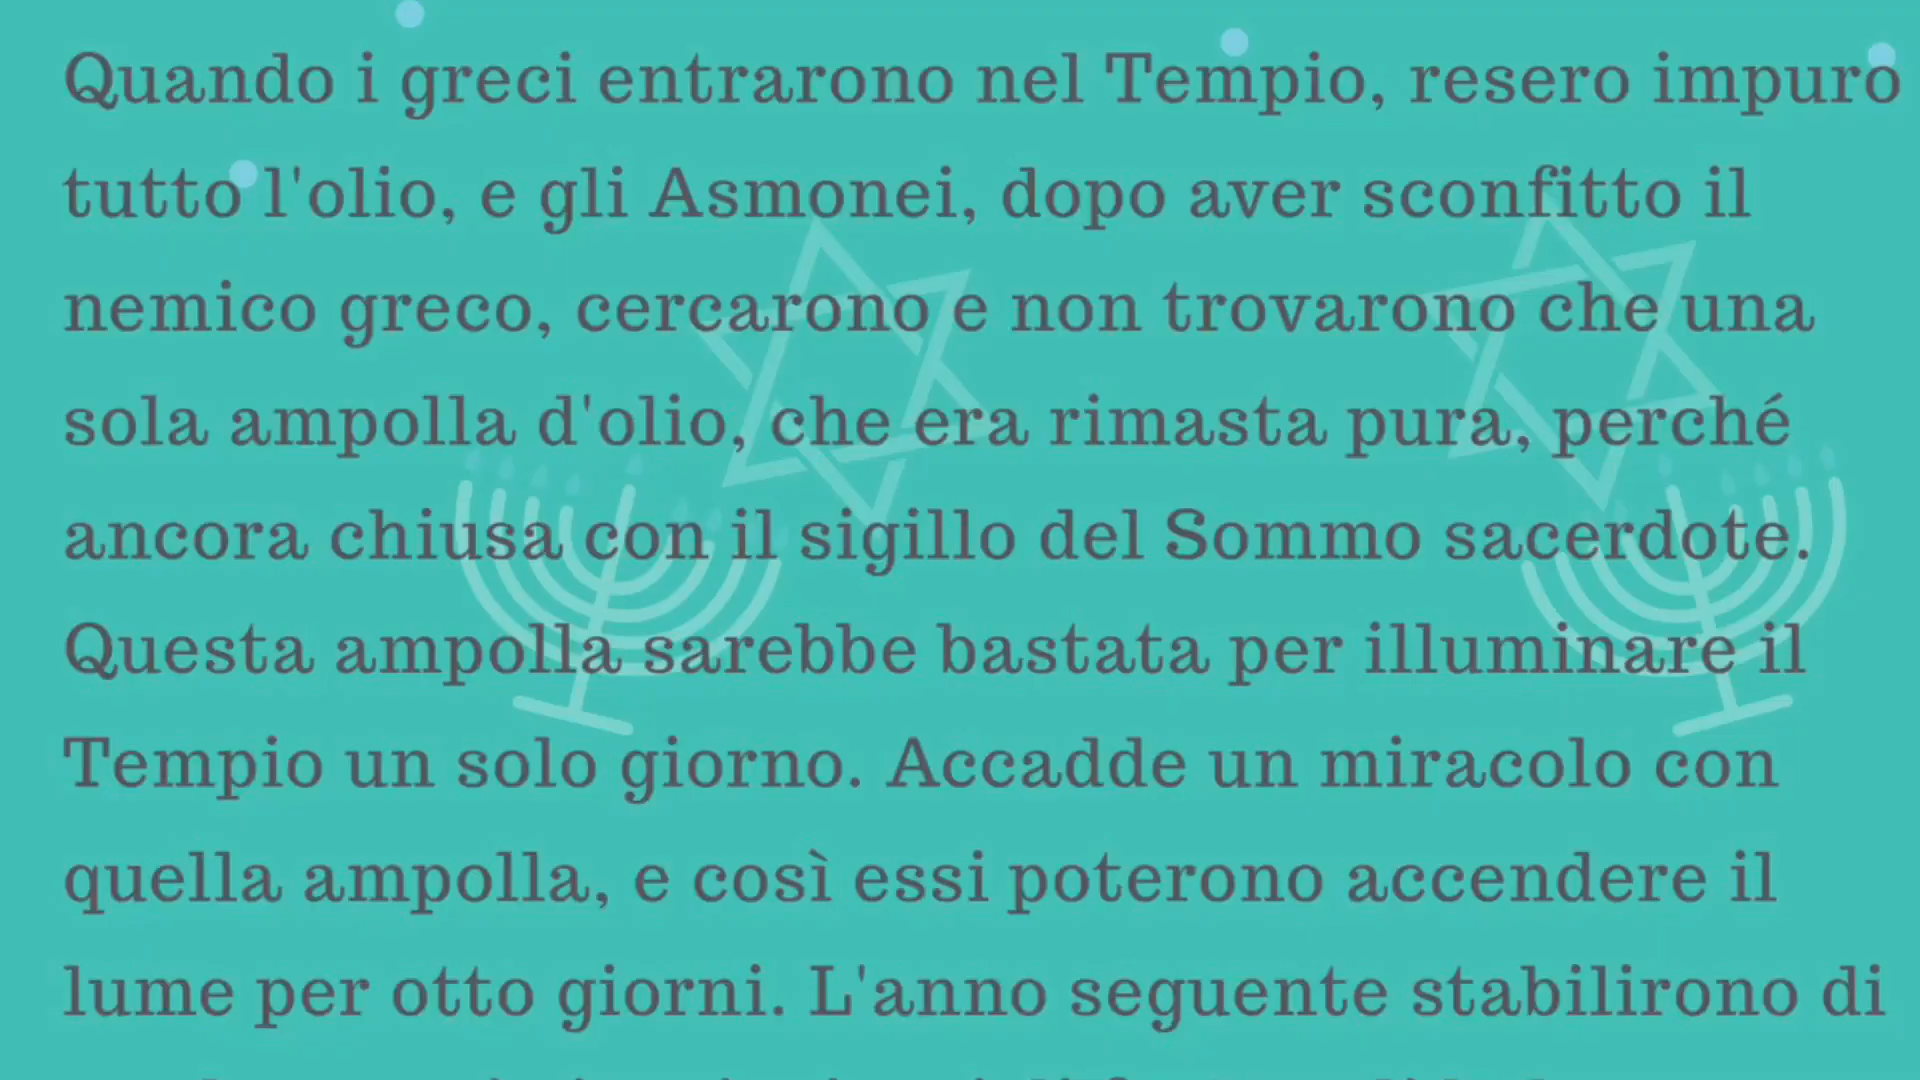 Quando i greci entrarono nel Tempio, resero impuro
tutto l'olio, e gli Asmonei, dopo aver sconfitto il
nemico greco, cercarono e non trovarono che una
sola ampolla d'olio, che era rimasta pura, perché
ancora chiusa con il sigillo del Sommo sacerdote.
Questa ampolla sarebbe bastata per illuminare il
Tempio un solo giorno. Accadde un miracolo con
quella ampolla, e così essi poterono accendere il
lume per otto giorni. L'anno seguente stabilirono di